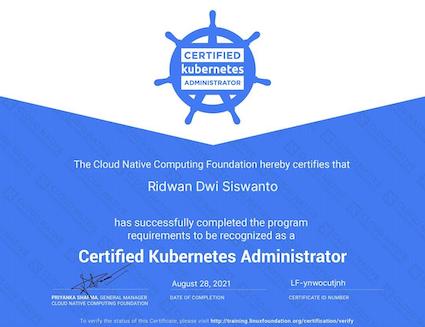 CERTIFIED
kubernetes
ADMINISTRATOR
The Cloud Native Computing Foundation hereby certifies that
Ridwan Dwi Siswanto
has successfully completed the program
requirements to be recognized as a
Certified Kubernetes Administrator
August 28, 2021
LF-ynwocutjnh
PRIYANKA SHARMA, GENERAL MANAGER
CLOUD NATIVE COMPUTING FOUNDATION
DATE OF COMPLETION
CERTIFICATE ID NUMBER
To verify the status of this Certificate, please visit http://training.linuxfoundation.org/certification/verify